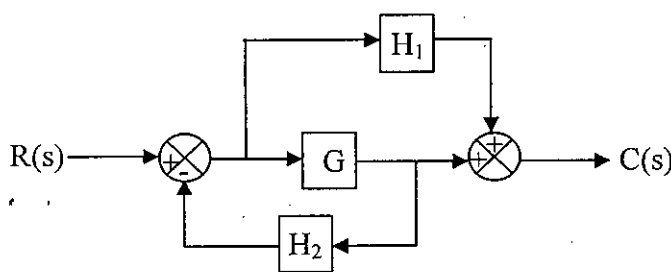 H₁
+
R(s) + G + C(s)
-
H₂